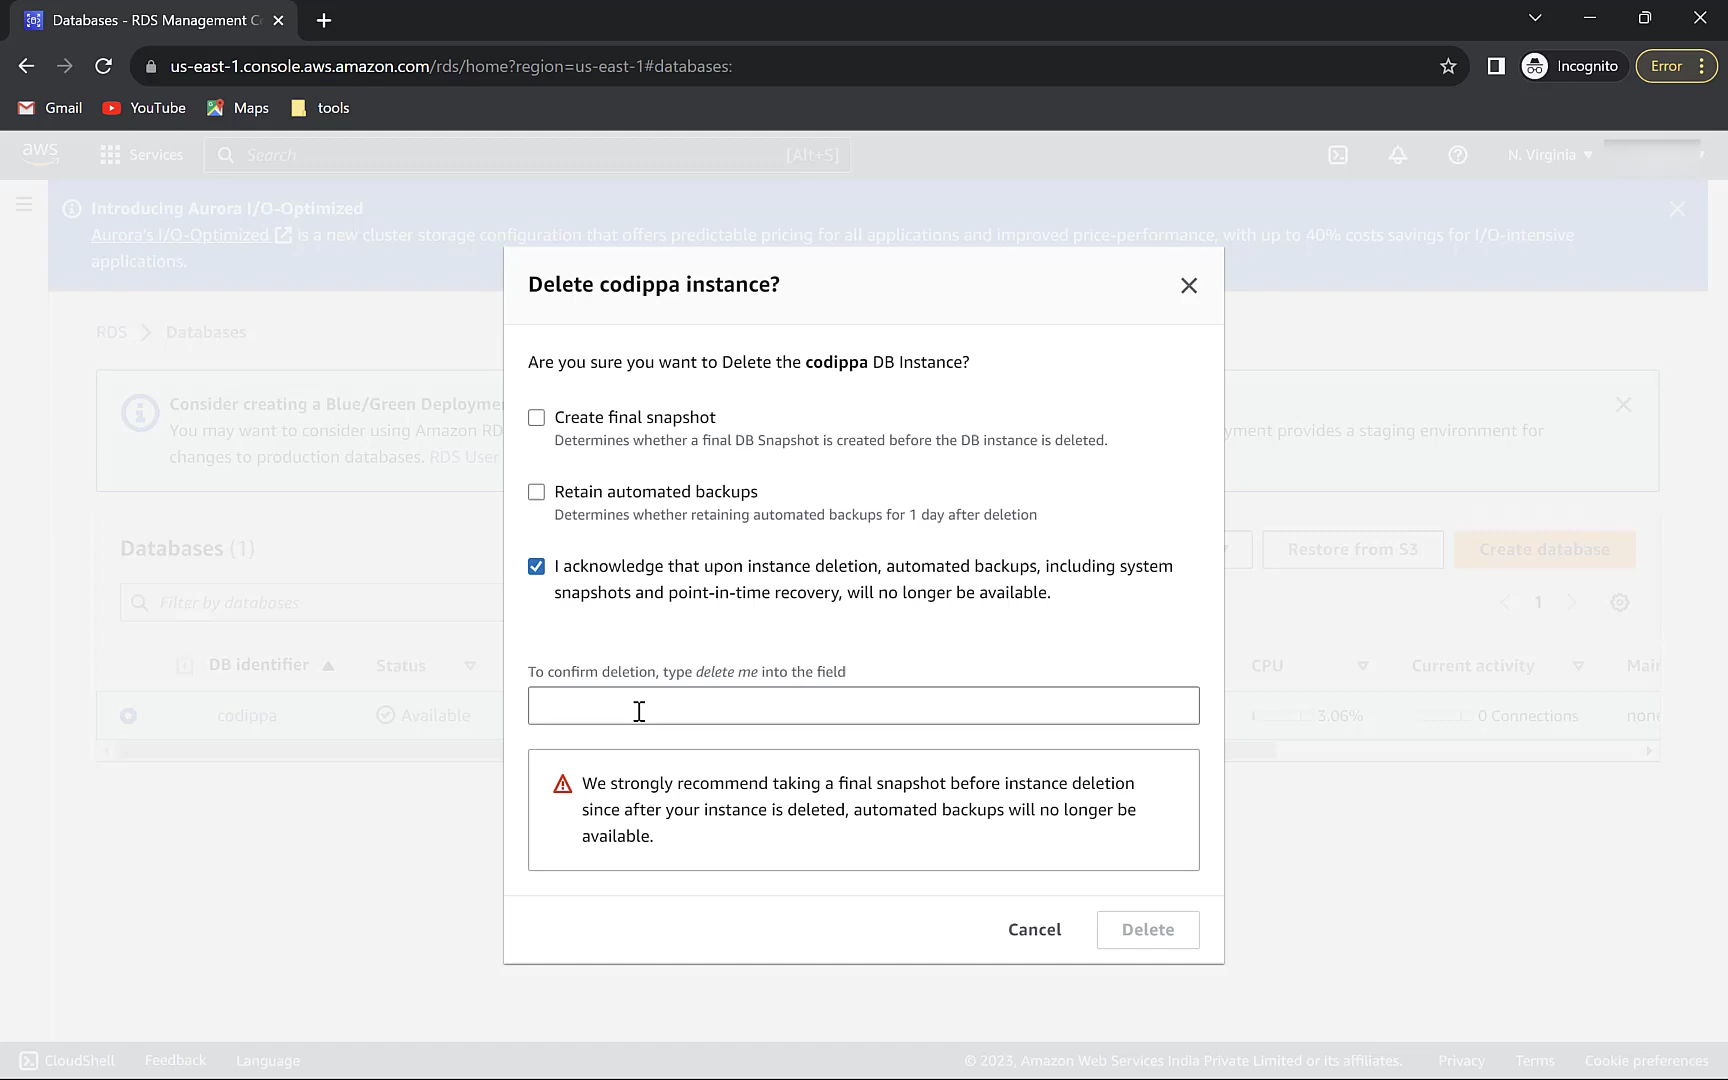 Databases - RDS Management C
us-east-1.console.aws.amazon.com/rds/home?region=us-east-1#databases:
Incognito
Error
Gmail
YouTube
Maps
tools
aws
Services
Search
[Alt+S]
N. Virginia
Introducing Aurora I/O-Optimized
Aurora's I/O-Optimized is a new cluster storage configuration that offers predictable pricing for all applications and improved price-performance, with up to 40% costs savings for I/O-intensive
applications.
Delete codippa instance?
RDS
Databases
Are you sure you want to Delete the codippa DB Instance?
Consider creating a Blue/Green Deployme
You may want to consider using Amazon RD
yment provides a staging environment for
changes to production databases. RDS User
Create final snapshot
Determines whether a final DB Snapshot is created before the DB instance is deleted.
Retain automated backups
Determines whether retaining automated backups for 1 day after deletion
Databases (1)
Restore from S3
Create database
I acknowledge that upon instance deletion, automated backups, including system
snapshots and point-in-time recovery, will no longer be available.
Filter by databases
1
DB identifier
Status
CPU
Current activity
Main
To confirm deletion, type delete me into the field
codippa
Available
3.06%
0 Connections
none
We strongly recommend taking a final snapshot before instance deletion
since after your instance is deleted, automated backups will no longer be
available.
Cancel
Delete
CloudShell
Feedback
Language
© 2023, Amazon Web Services India Private Limited or its affiliates.
Privacy
Terms
Cookie preferences